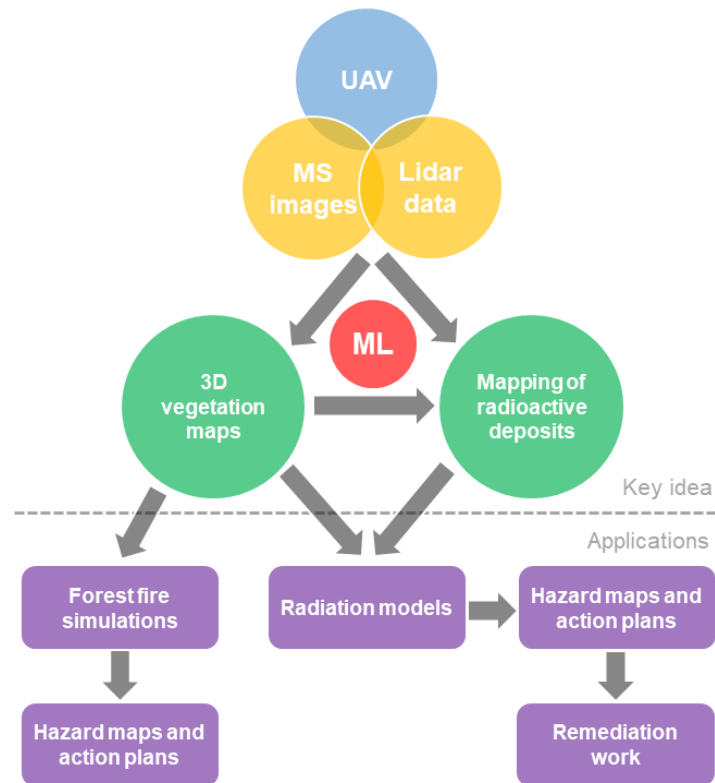 UAV
MS
images
Lidar
data
ML
3D
vegetation
maps
Mapping of
radioactive
deposits
Key idea
Applications
Forest fire
simulations
Radiation models
Hazard maps and
action plans
Hazard maps and
action plans
Remediation
work